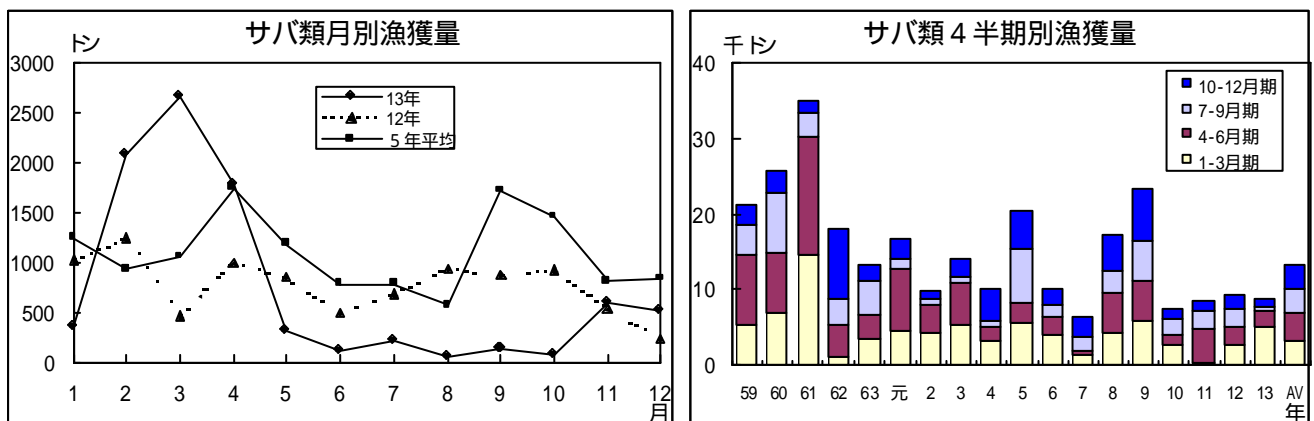 サバ類月別漁獲量
トン
3000
2500
2000
1500
1000
500
0
13年
12年
5年平均
1 2 3 4 5 6 7 8 9 10 11 12
月
サバ類4半期別漁獲量
千トン
40
30
20
10
0
10-12月期
7-9月期
4-6月期
1-3月期
59 60 61 62 63 元 2 3 4 5 6 7 8 9 10 11 12 13 AV
年